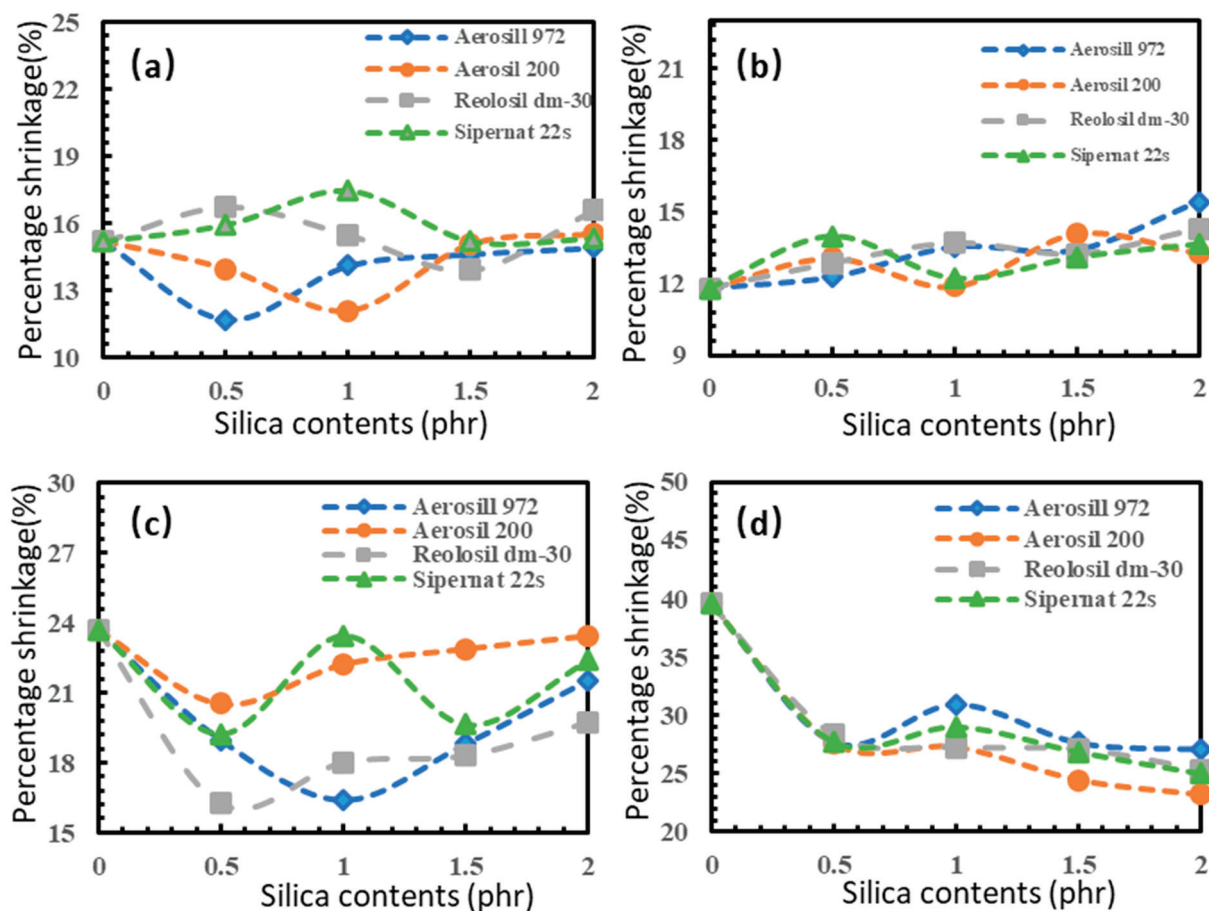 (a)
Percentage shrinkage(%)
25
22
19
16
13
10
Aerosill 972
Aerosil 200
Reolosil dm-30
Sipernat 22s
0 0.5 1 1.5 2
Silica contents (phr)
(b)
Percentage shrinkage(%)
21
18
15
12
9
Aerosill 972
Aerosil 200
Reolosil dm-30
Sipernat 22s
0 0.5 1 1.5 2
Silica contents (phr)
(c)
Percentage shrinkage(%)
30
27
24
21
18
15
Aerosill 972
Aerosil 200
Reolosil dm-30
Sipernat 22s
0 0.5 1 1.5 2
Silica contents (phr)
(d)
Percentage shrinkage(%)
50
45
40
35
30
25
20
Aerosill 972
Aerosil 200
Reolosil dm-30
Sipernat 22s
0 0.5 1 1.5 2
Silica contents (phr)